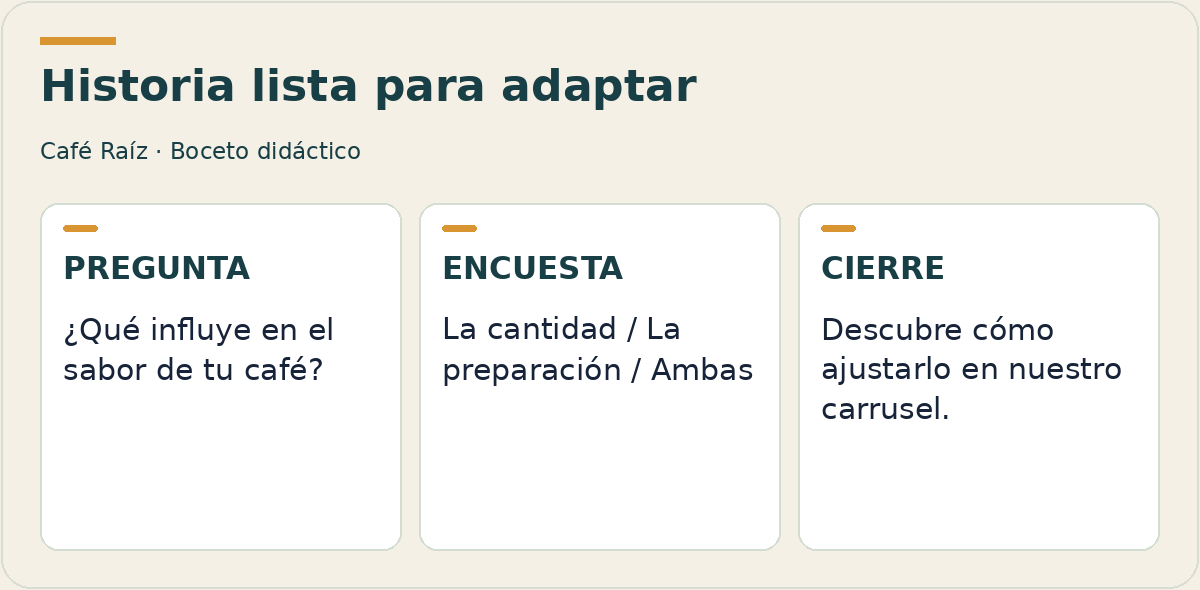 Historia lista para adaptar
Café Raíz · Boceto didáctico
PREGUNTA
¿Qué influye en el
sabor de tu café?
ENCUESTA
La cantidad / La
preparación / Ambas
CIERRE
Descubre cómo
ajustarlo en nuestro
carrusel.